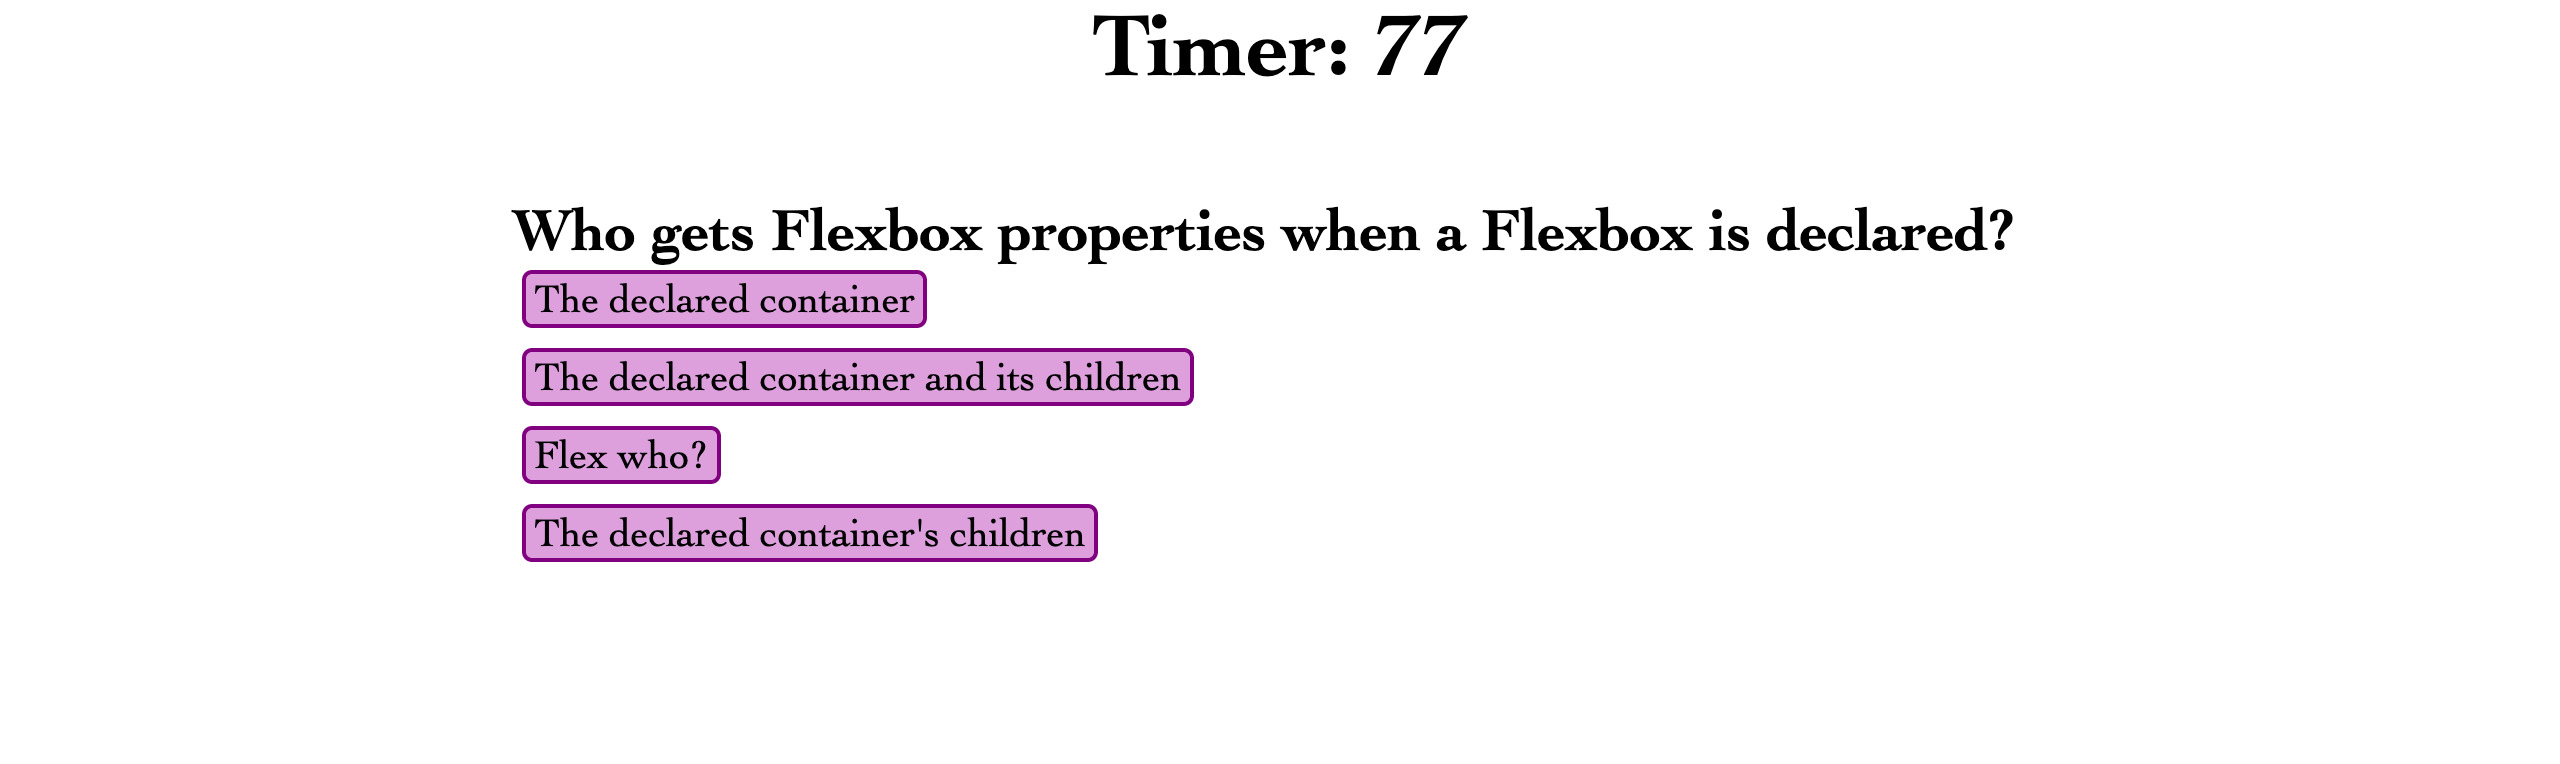 Timer: 77
Who gets Flexbox properties when a Flexbox is declared?
The declared container
The declared container and its children
Flex who?
The declared container's children